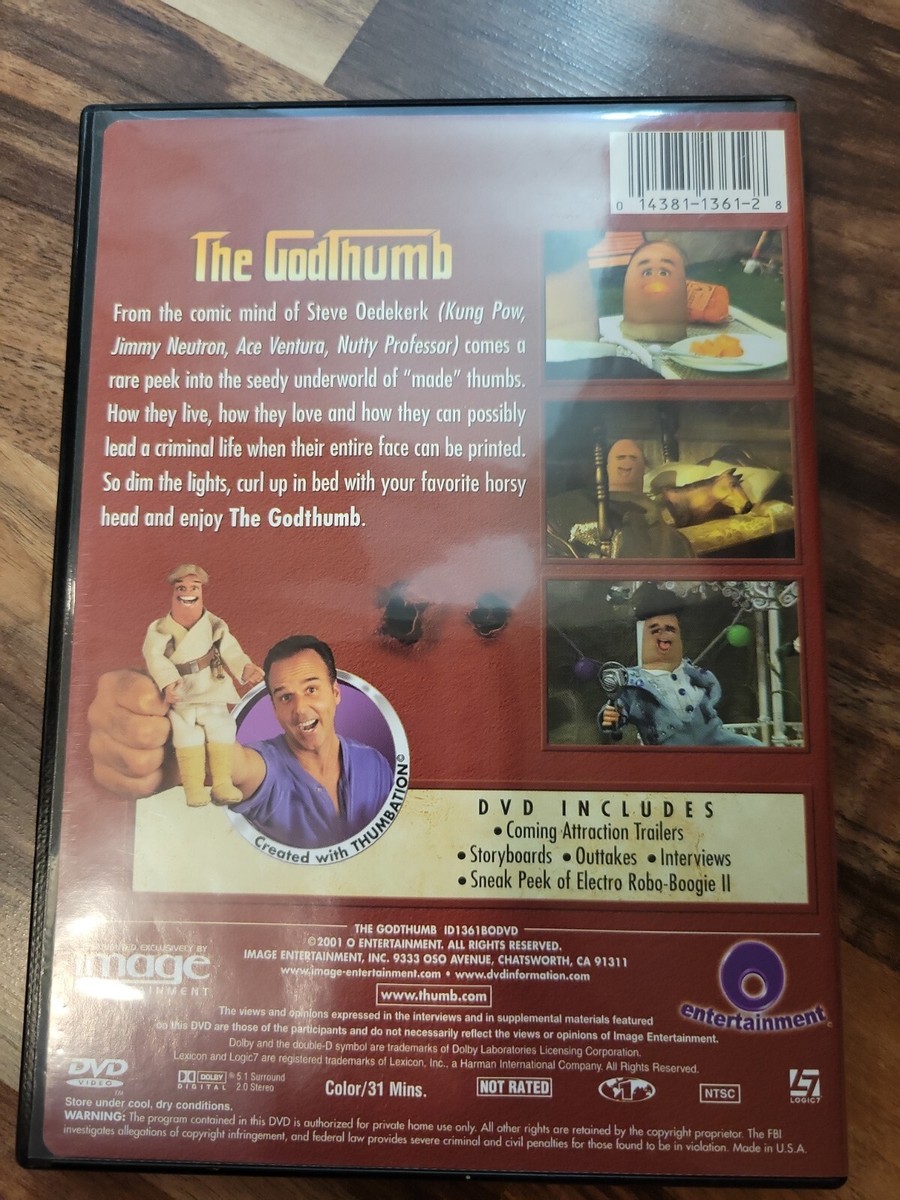 0 14381-1361-2 8
The GodThumb
From the comic mind of Steve Oedekerk (Kung Pow,
Jimmy Neutron, Ace Ventura, Nutty Professor) comes a
rare peek into the seedy underworld of "made" thumbs.
How they live, how they love and how they can possibly
lead a criminal life when their entire face can be printed.
So dim the lights, curl up in bed with your favorite horsy
head and enjoy The Godthumb.
Created with THUMBATION©
DVD INCLUDES
• Coming Attraction Trailers
• Storyboards • Outtakes • Interviews
• Sneak Peek of Electro Robo-Boogie II
THE GODTHUMB ID1361BODVD
©2001 O ENTERTAINMENT. ALL RIGHTS RESERVED.
IMAGE ENTERTAINMENT, INC. 9333 OSO AVENUE, CHATSWORTH, CA 91311
www.image-entertainment.com • www.dvdinformation.com
www.thumb.com
EXCLUSIVELY BY
image
entertainment
The views and opinions expressed in the interviews and in supplemental materials featured
on this DVD are those of the participants and do not necessarily reflect the views or opinions of Image Entertainment.
Dolby and the double-D symbol are trademarks of Dolby Laboratories Licensing Corporation.
Lexicon and Logic7 are registered trademarks of Lexicon, Inc., a Harman International Company. All Rights Reserved.
DVD VIDEO TM
DOLBY DIGITAL ® 5.1 Surround
2.0 Stereo
Color/31 Mins.
NOT RATED
NTSC
L7 LOGIC7
Store under cool, dry conditions.
WARNING: The program contained in this DVD is authorized for private home use only. All other rights are retained by the copyright proprietor. The FBI
investigates allegations of copyright infringement, and federal law provides severe criminal and civil penalties for those found to be in violation. Made in U.S.A.